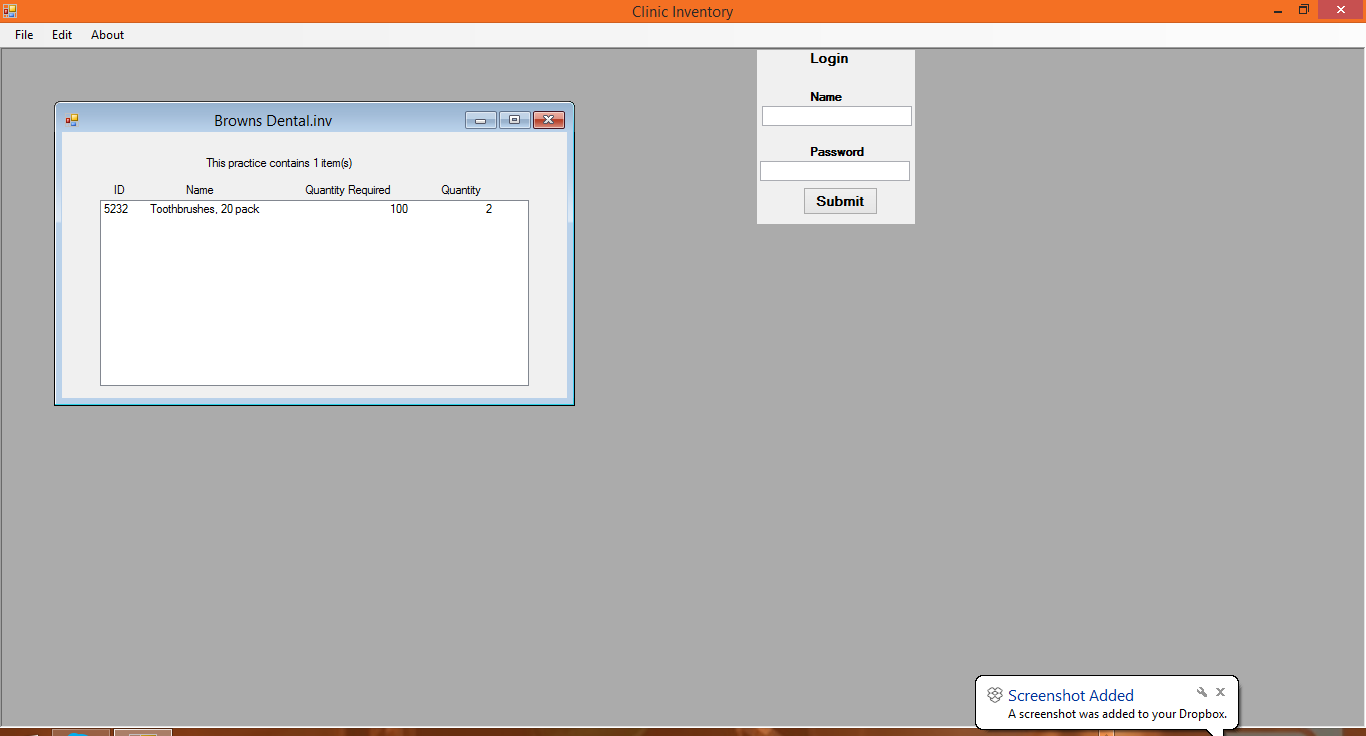 Clinic Inventory
File Edit About
Login
Name
Password
Submit
Browns Dental.inv
This practice contains 1 item(s)
ID Name Quantity Required Quantity
5232 Toothbrushes, 20 pack 100 2
Screenshot Added
A screenshot was added to your Dropbox.